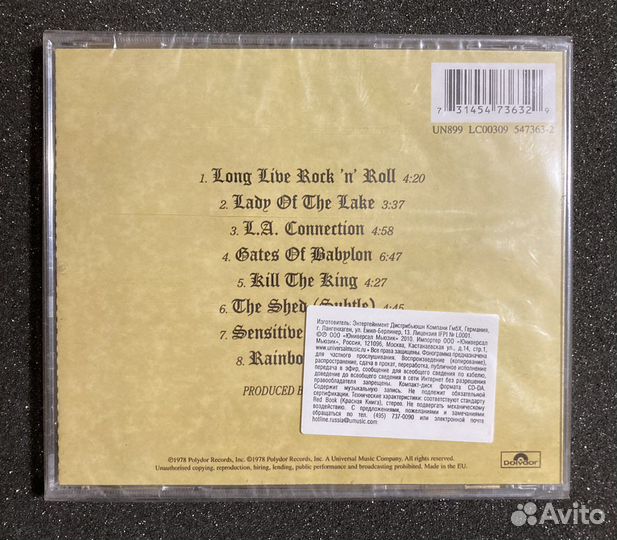 7 31454 73632 9
UN899 LC00309 547363-2
1. Long Live Rock 'n' Roll 4:20
2. Lady Of The Lake 3:37
3. L.A. Connection 4:58
4. Gates Of Babylon 6:47
5. Kill The King 4:27
6. The Shed (Subtle) 4:45
7. Sensitive
8. Rainbo
PRODUCED B
Изготовитель: Энтертейнмент Дистрибьюшн Компани ГмбХ, Германия,
г. Лангенхаген, ул. Емил-Берлинер, 13. Лицензия IFPI № L0001.
©℗ ООО «Юниверсал Мьюзик» 2010. Импортер ООО «Юниверсал
Мьюзик», Россия, 121096, Москва, Кастанаевская ул., д.14, стр.1,
www.universalmusic.ru • Все права защищены. Фонограмма предназначена
для частного прослушивания. Воспроизведение (копирование),
распространение, сдача в прокат, переработка, публичное исполнение
передача в эфир, сообщение для всеобщего сведения по кабелю,
доведение до всеобщего сведения в сети Интернет без разрешения
правообладателя запрещены. Компакт-диск формата CD-DA.
Содержит музыкальную запись. Не подлежит обязательной
сертификации. Технические характеристики: соответствуют стандарту
Red Book (Красная Книга), стерео. Не подвергать механическому
воздействию. С предложениями, пожеланиями и замечаниями
обращаться по тел. (495) 737-0090 или электронной почте
hotline.russia@umusic.com
℗1978 Polydor Records, Inc. ©1978 Polydor Records, Inc. A Universal Music Company. All rights reserved.
Unauthorised copying, reproduction, hiring, lending, public performance and broadcasting prohibited. Made in the EU.
polydor
Avito